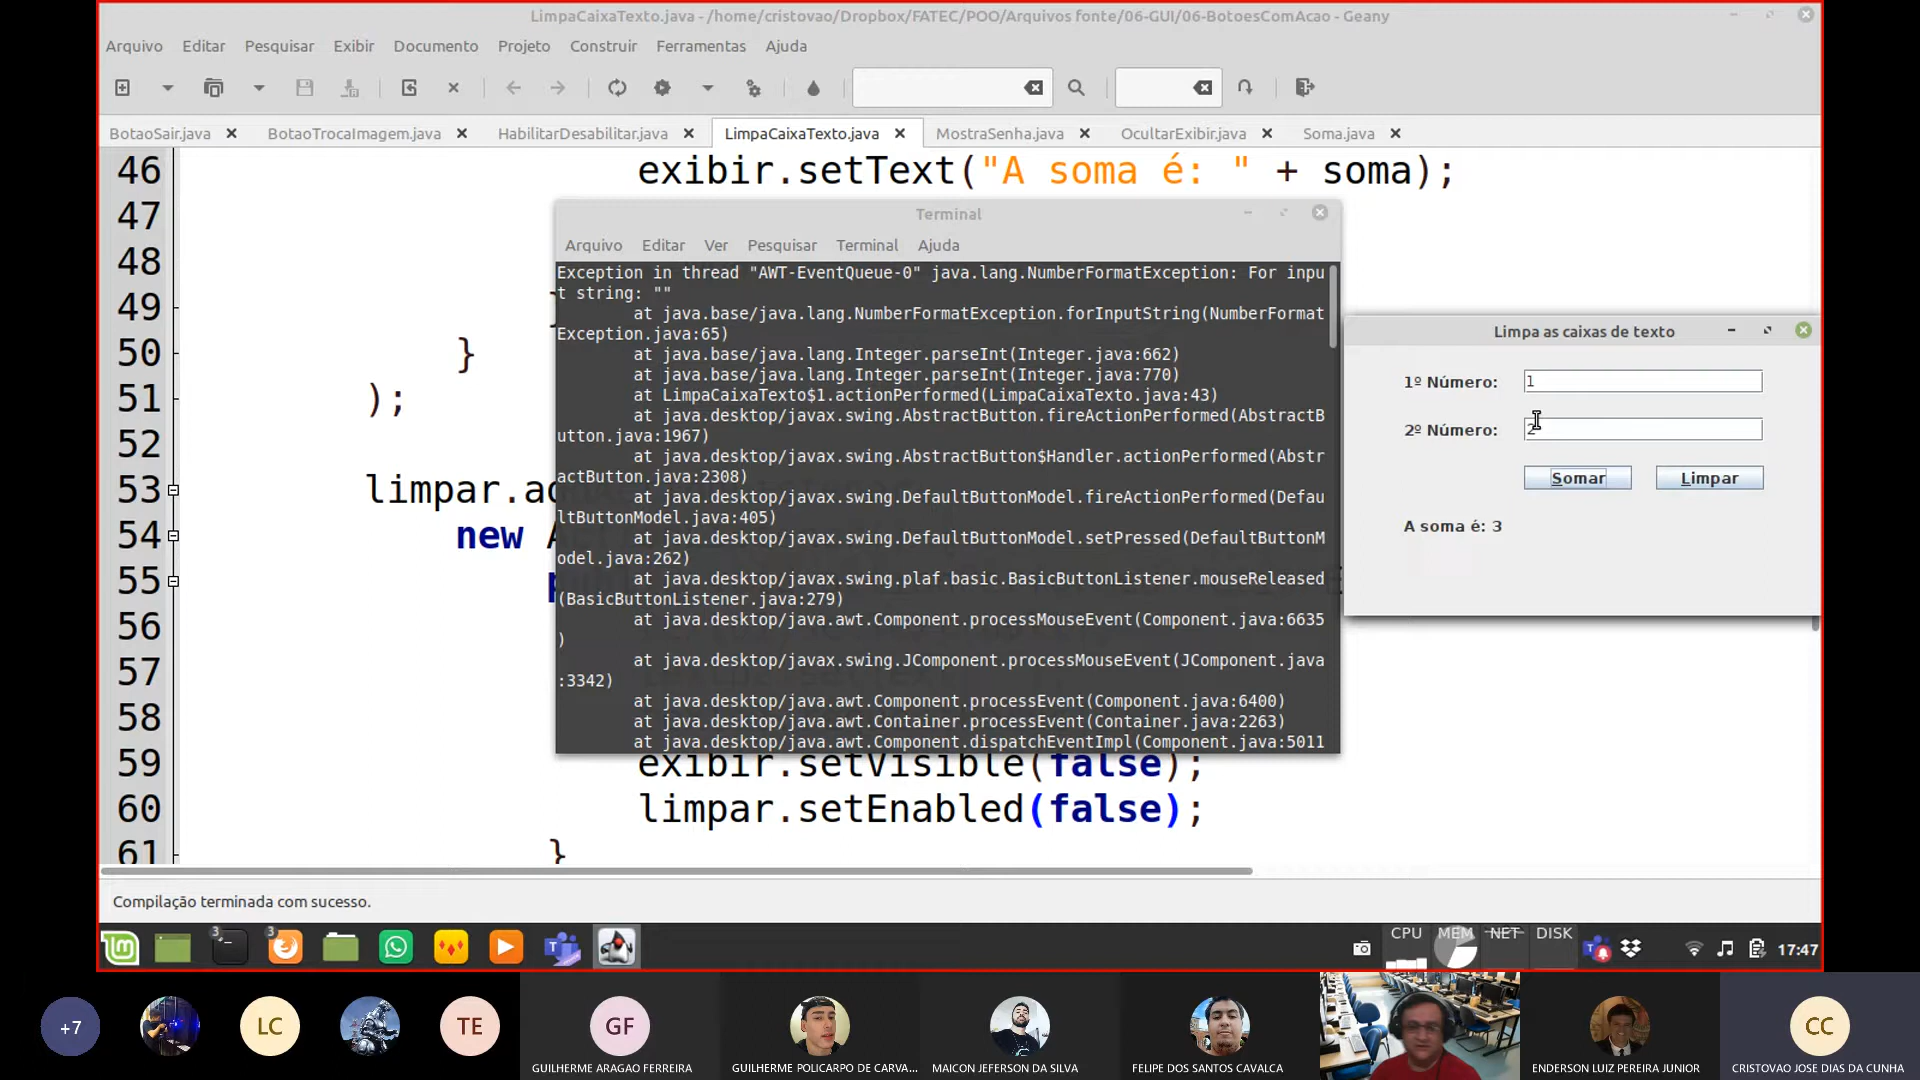 LimpaCaixaTexto.java - /home/cristovao/Dropbox/FATEC/POO/Arquivos fonte/06-GUI/06-BotoesComAcao - Geany
Arquivo Editar Pesquisar Exibir Documento Projeto Construir Ferramentas Ajuda
BotaoSair.java BotaoTrocaImagem.java HabilitarDesabilitar.java LimpaCaixaTexto.java MostraSenha.java OcultarExibir.java Soma.java
46 exibir.setText("A soma é: " + soma);
47
48
49 }
50 }
51 );
52
53 limpar.ad
54 new A
55 p
56
57
58
59 exibir.setVisible(false);
60 limpar.setEnabled(false);
61 }
Terminal
Arquivo Editar Ver Pesquisar Terminal Ajuda
Exception in thread "AWT-EventQueue-0" java.lang.NumberFormatException: For inpu
t string: ""
at java.base/java.lang.NumberFormatException.forInputString(NumberFormat
Exception.java:65)
at java.base/java.lang.Integer.parseInt(Integer.java:662)
at java.base/java.lang.Integer.parseInt(Integer.java:770)
at LimpaCaixaTexto$1.actionPerformed(LimpaCaixaTexto.java:43)
at java.desktop/javax.swing.AbstractButton.fireActionPerformed(AbstractB
utton.java:1967)
at java.desktop/javax.swing.AbstractButton$Handler.actionPerformed(Abstr
actButton.java:2308)
at java.desktop/javax.swing.DefaultButtonModel.fireActionPerformed(Defau
ltButtonModel.java:405)
at java.desktop/javax.swing.DefaultButtonModel.setPressed(DefaultButtonM
odel.java:262)
at java.desktop/javax.swing.plaf.basic.BasicButtonListener.mouseReleased
(BasicButtonListener.java:279)
at java.desktop/java.awt.Component.processMouseEvent(Component.java:6635
)
at java.desktop/javax.swing.JComponent.processMouseEvent(JComponent.java
:3342)
at java.desktop/java.awt.Component.processEvent(Component.java:6400)
at java.desktop/java.awt.Container.processEvent(Container.java:2263)
at java.desktop/java.awt.Component.dispatchEventImpl(Component.java:5011
Limpa as caixas de texto
1º Número: 1
2º Número: 2
Somar Limpar
A soma é: 3
Compilação terminada com sucesso.
3 3 CPU MEM NET DISK 17:47
+7 LC TE GF CC
GUILHERME ARAGAO FERREIRA GUILHERME POLICARPO DE CARVA... MAICON JEFERSON DA SILVA FELIPE DOS SANTOS CAVALCA ENDERSON LUIZ PEREIRA JUNIOR CRISTOVAO JOSE DIAS DA CUNHA